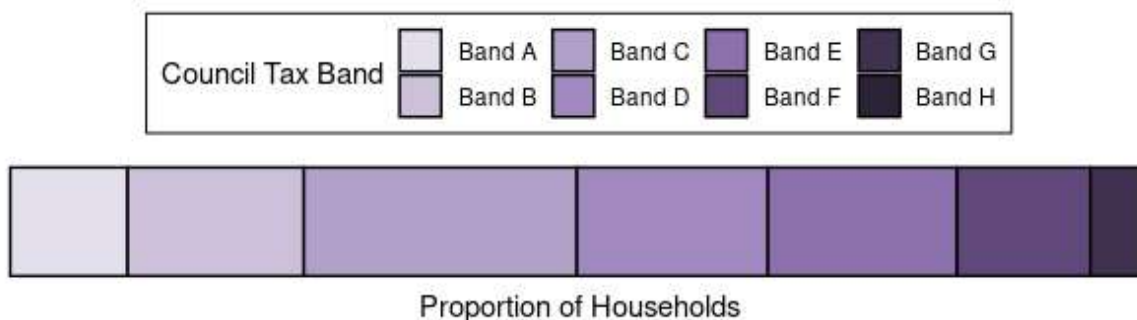 Council Tax Band
Band A
Band B
Band C
Band D
Band E
Band F
Band G
Band H
Proportion of Households